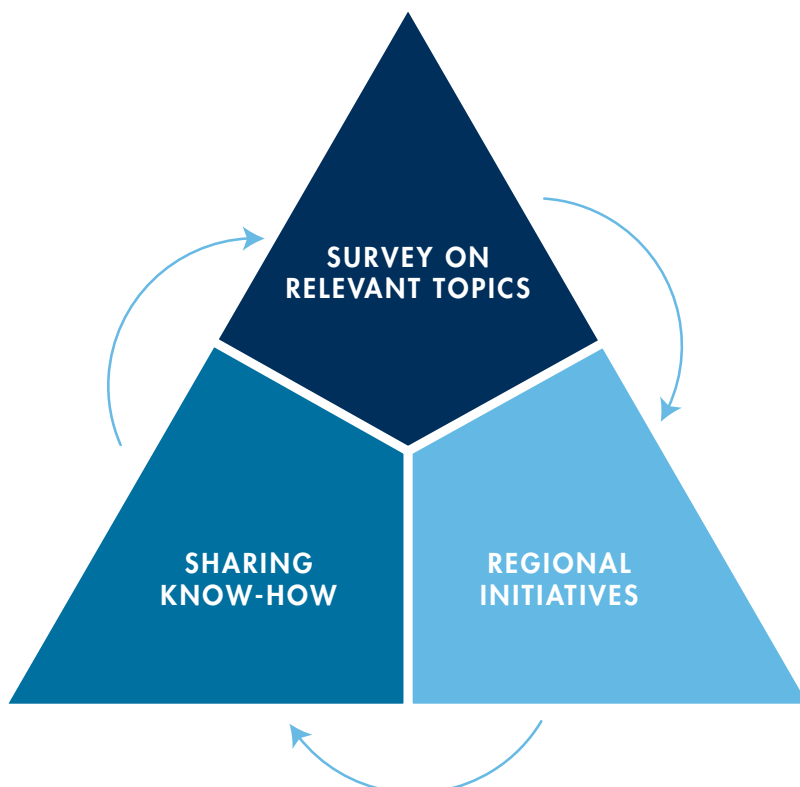 SURVEY ON
RELEVANT TOPICS
SHARING
KNOW-HOW
REGIONAL
INITIATIVES